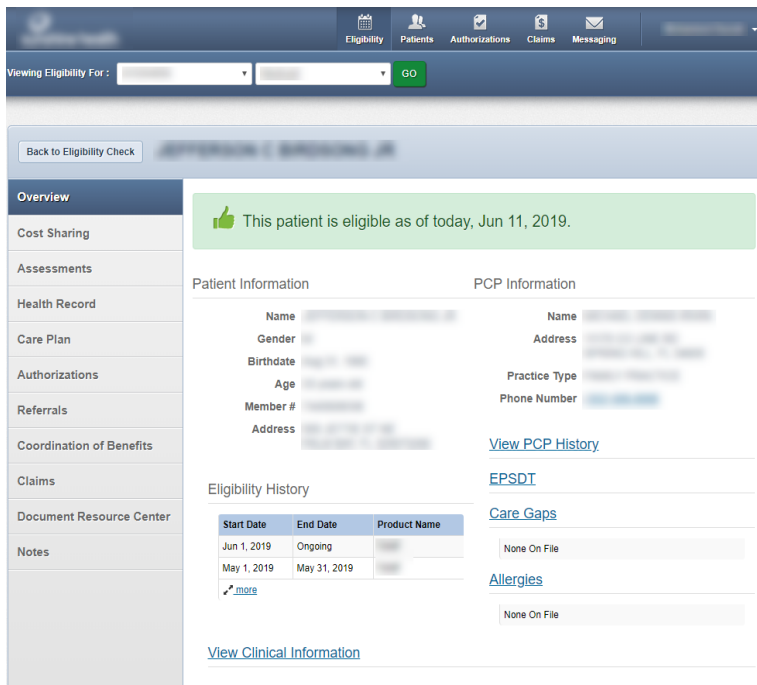 Eligibility Patients Authorizations Claims Messaging
Viewing Eligibility For : GO
Back to Eligibility Check
Overview
Cost Sharing
Assessments
Health Record
Care Plan
Authorizations
Referrals
Coordination of Benefits
Claims
Document Resource Center
Notes
This patient is eligible as of today, Jun 11, 2019.
Patient Information
Name
Gender
Birthdate
Age
Member #
Address
Eligibility History
Start Date End Date Product Name
Jun 1, 2019 Ongoing
May 1, 2019 May 31, 2019
more
View Clinical Information
PCP Information
Name
Address
Practice Type
Phone Number
View PCP History
EPSDT
Care Gaps
None On File
Allergies
None On File